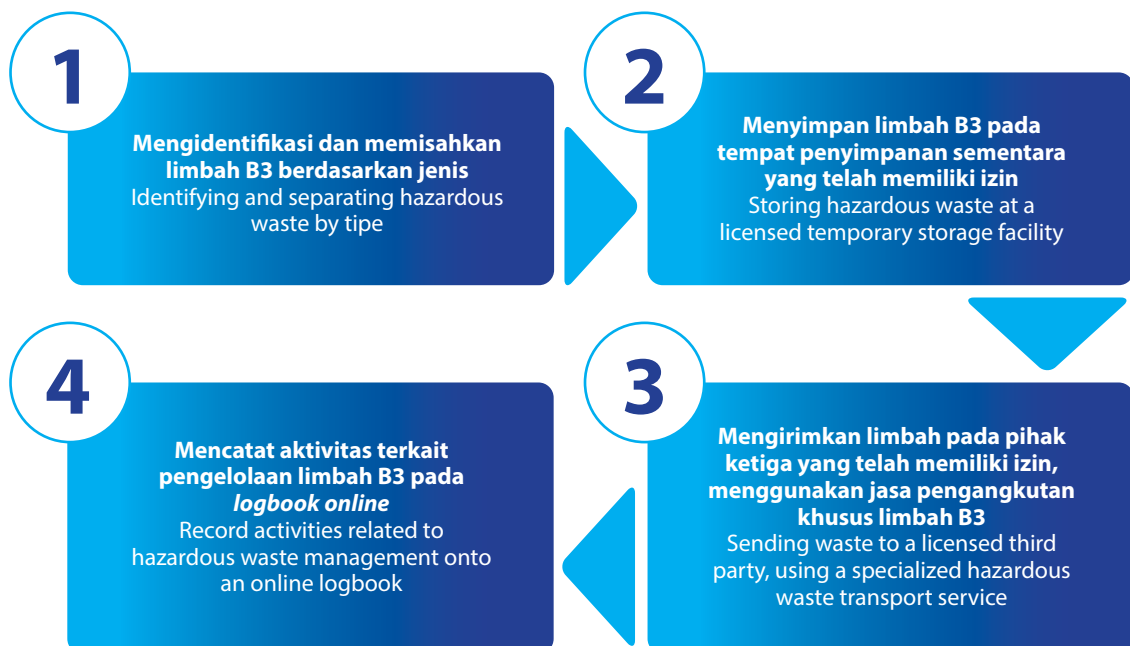 1
Mengidentifikasi dan memisahkan
limbah B3 berdasarkan jenis
Identifying and separating hazardous
waste by tipe
2
Menyimpan limbah B3 pada
tempat penyimpanan sementara
yang telah memiliki izin
Storing hazardous waste at a
licensed temporary storage facility
3
Mengirimkan limbah pada pihak
ketiga yang telah memiliki izin,
menggunakan jasa pengangkutan
khusus limbah B3
Sending waste to a licensed third
party, using a specialized hazardous
waste transport service
4
Mencatat aktivitas terkait
pengelolaan limbah B3 pada
logbook online
Record activities related to
hazardous waste management onto
an online logbook